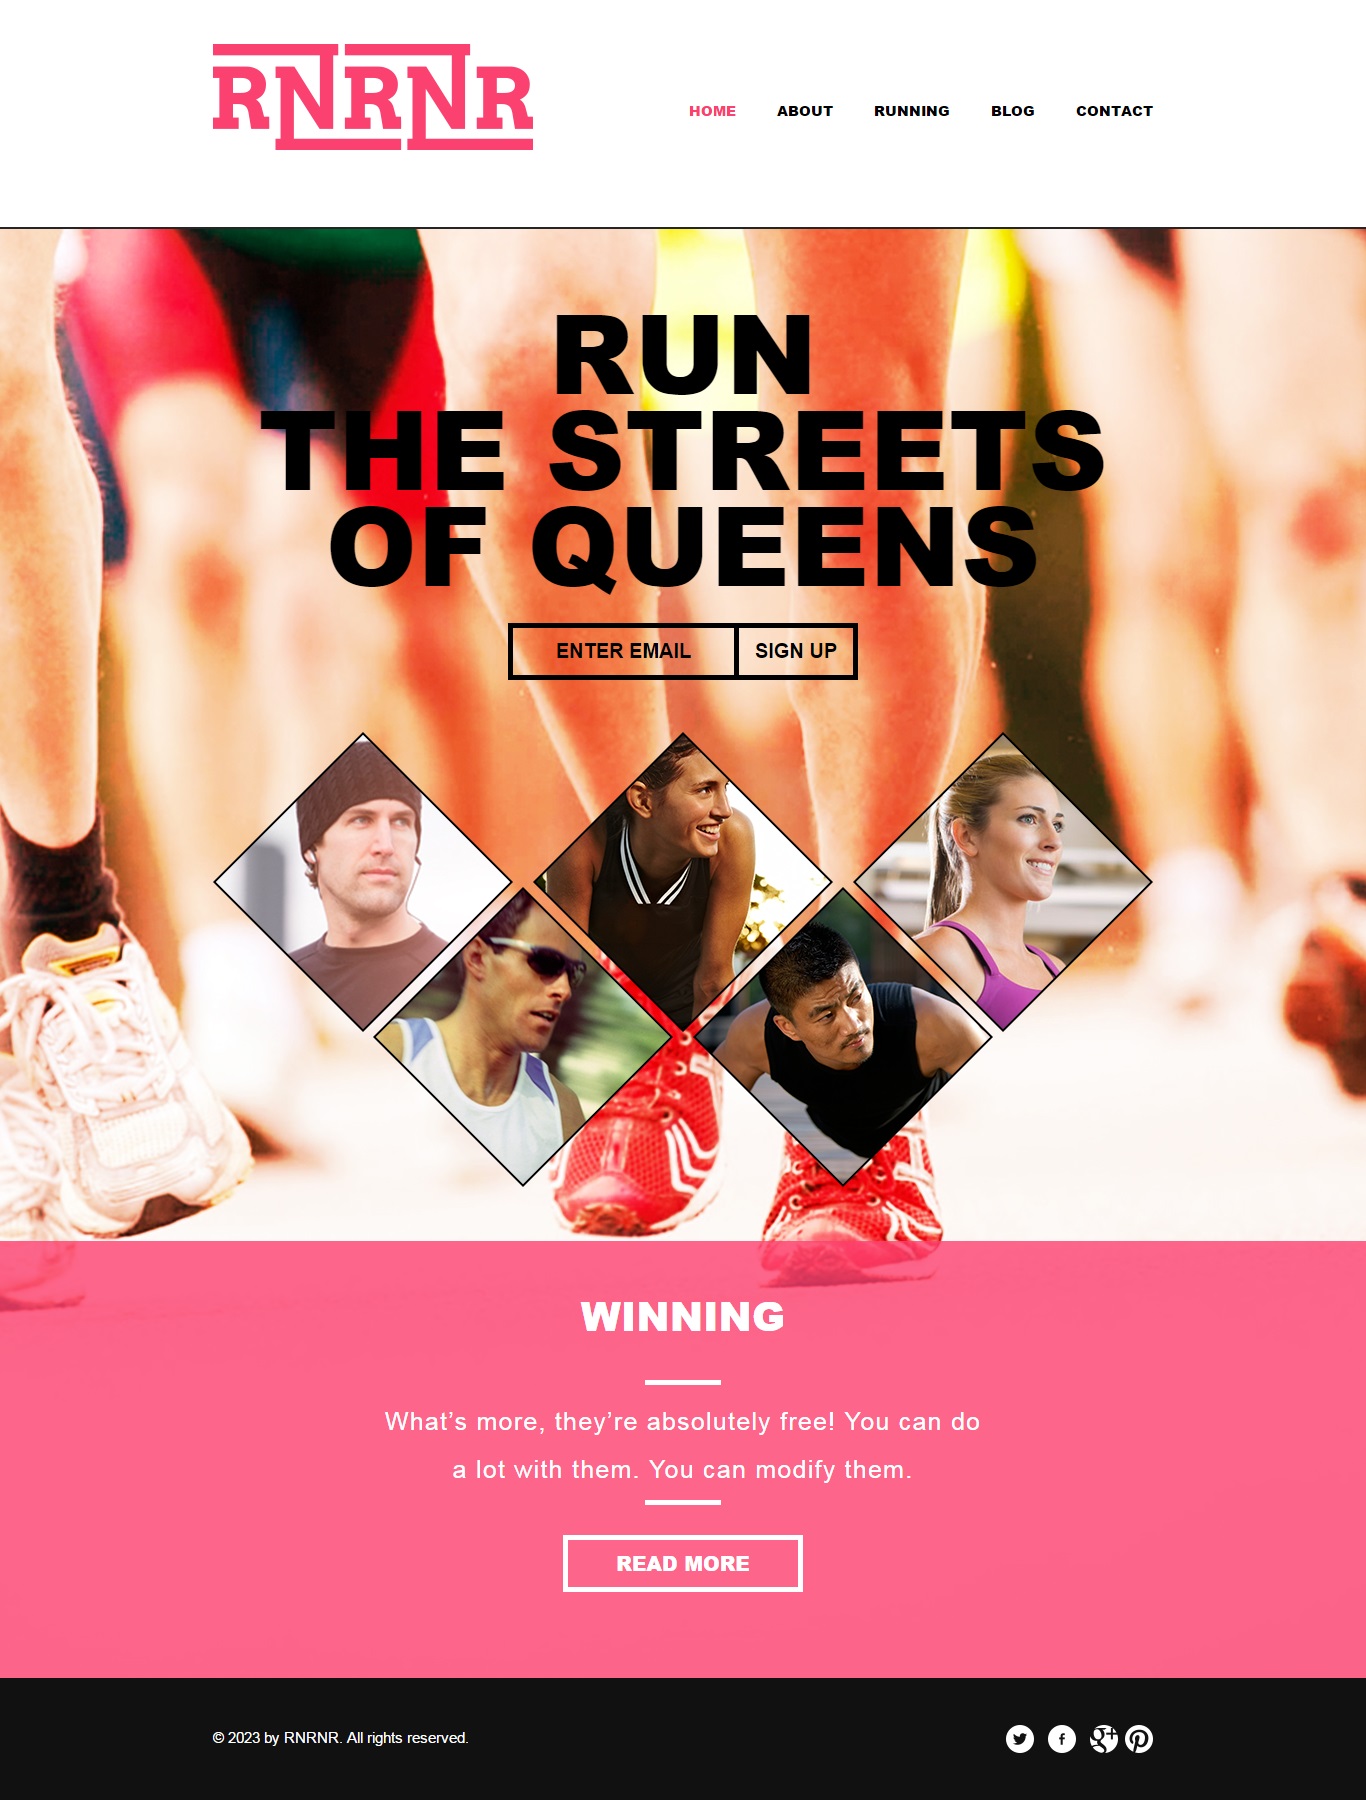 RNRNR
HOME ABOUT RUNNING BLOG CONTACT
RUN
THE STREETS
OF QUEENS
ENTER EMAIL SIGN UP
WINNING
What’s more, they’re absolutely free! You can do
a lot with them. You can modify them.
READ MORE
© 2023 by RNRNR. All rights reserved.